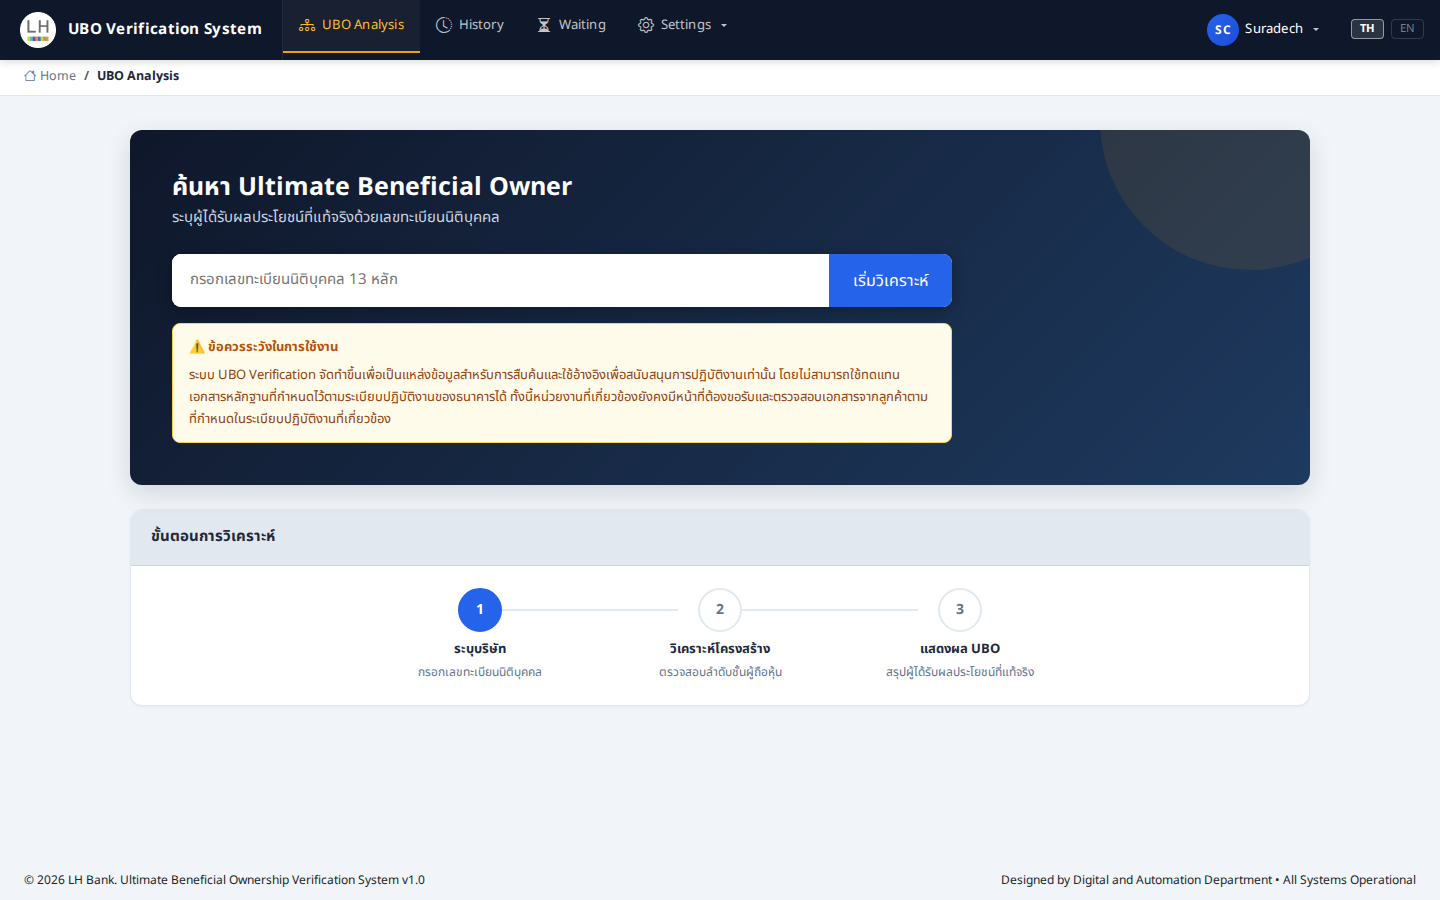 LH
UBO Verification System
UBO Analysis
History
Waiting
Settings
SC
Suradech
TH
EN
Home / UBO Analysis
ค้นหา Ultimate Beneficial Owner
ระบุผู้ได้รับผลประโยชน์ที่แท้จริงด้วยเลขทะเบียนนิติบุคคล
กรอกเลขทะเบียนนิติบุคคล 13 หลัก
เริ่มวิเคราะห์
⚠️ ข้อควรระวังในการใช้งาน
ระบบ UBO Verification จัดทำขึ้นเพื่อเป็นแหล่งข้อมูลสำหรับการสืบค้นและใช้อ้างอิงเพื่อสนับสนุนการปฏิบัติงานเท่านั้น โดยไม่สามารถใช้ทดแทน
เอกสารหลักฐานที่กำหนดไว้ตามระเบียบปฏิบัติงานของธนาคารได้ ทั้งนี้หน่วยงานที่เกี่ยวข้องยังคงมีหน้าที่ต้องขอรับและตรวจสอบเอกสารจากลูกค้าตาม
ที่กำหนดในระเบียบปฏิบัติงานที่เกี่ยวข้อง
ขั้นตอนการวิเคราะห์
1
2
3
ระบุบริษัท
วิเคราะห์โครงสร้าง
แสดงผล UBO
กรอกเลขทะเบียนนิติบุคคล
ตรวจสอบลำดับชั้นผู้ถือหุ้น
สรุปผู้ได้รับผลประโยชน์ที่แท้จริง
© 2026 LH Bank. Ultimate Beneficial Ownership Verification System v1.0
Designed by Digital and Automation Department • All Systems Operational